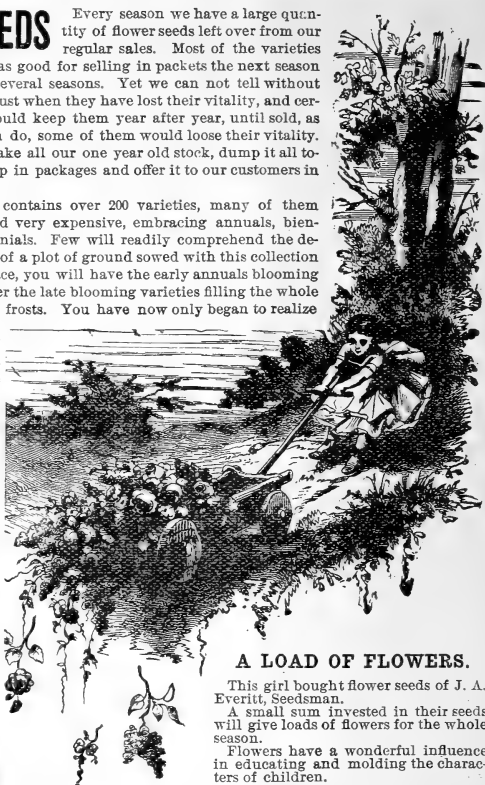 EEDS
Every season we have a large quan-
tity of flower seeds left over from our
regular sales. Most of the varieties
as good for selling in packets the next season
everal seasons. Yet we can not tell without
ust when they have lost their vitality, and cer-
ould keep them year after year, until sold, as
do, some of them would loose their vitality.
ake all our one year old stock, dump it all to-
p in packages and offer it to our customers in
contains over 200 varieties, many of them
d very expensive, embracing annuals, bien-
nials. Few will readily comprehend the de-
of a plot of ground sowed with this collection
ce, you will have the early annuals blooming
er the late blooming varieties filling the whole
frosts. You have now only began to realize
A LOAD OF FLOWERS.
This girl bought flower seeds of J. A.
Everitt, Seedsman.
A small sum invested in their seeds
will give loads of flowers for the whole
season.
Flowers have a wonderful influence
in educating and molding the charac-
ters of children.